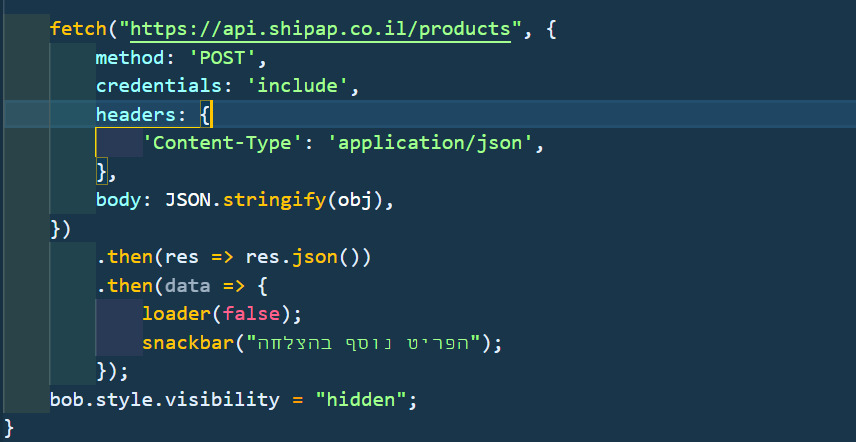 fetch("https://api.shipap.co.il/products", {
method: 'POST',
credentials: 'include',
headers: {
'Content-Type': 'application/json',
},
body: JSON.stringify(obj),
})
.then(res => res.json())
.then(data => {
loader(false);
snackbar("הפריט נוסף בהצלחה");
});
bob.style.visibility = "hidden";
}